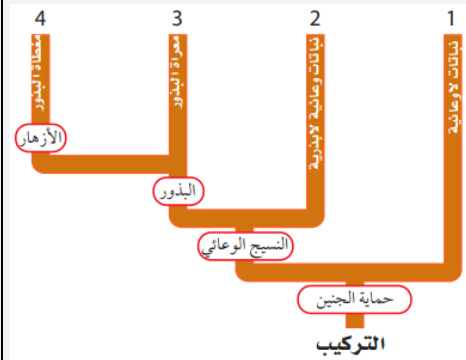 4 3 2 1
مغطاة البذور
معراة البذور
نباتات وعائية لابذرية
نباتات لاوعائية
الأزهار
البذور
النسيج الوعائي
حماية الجنين
التركيب